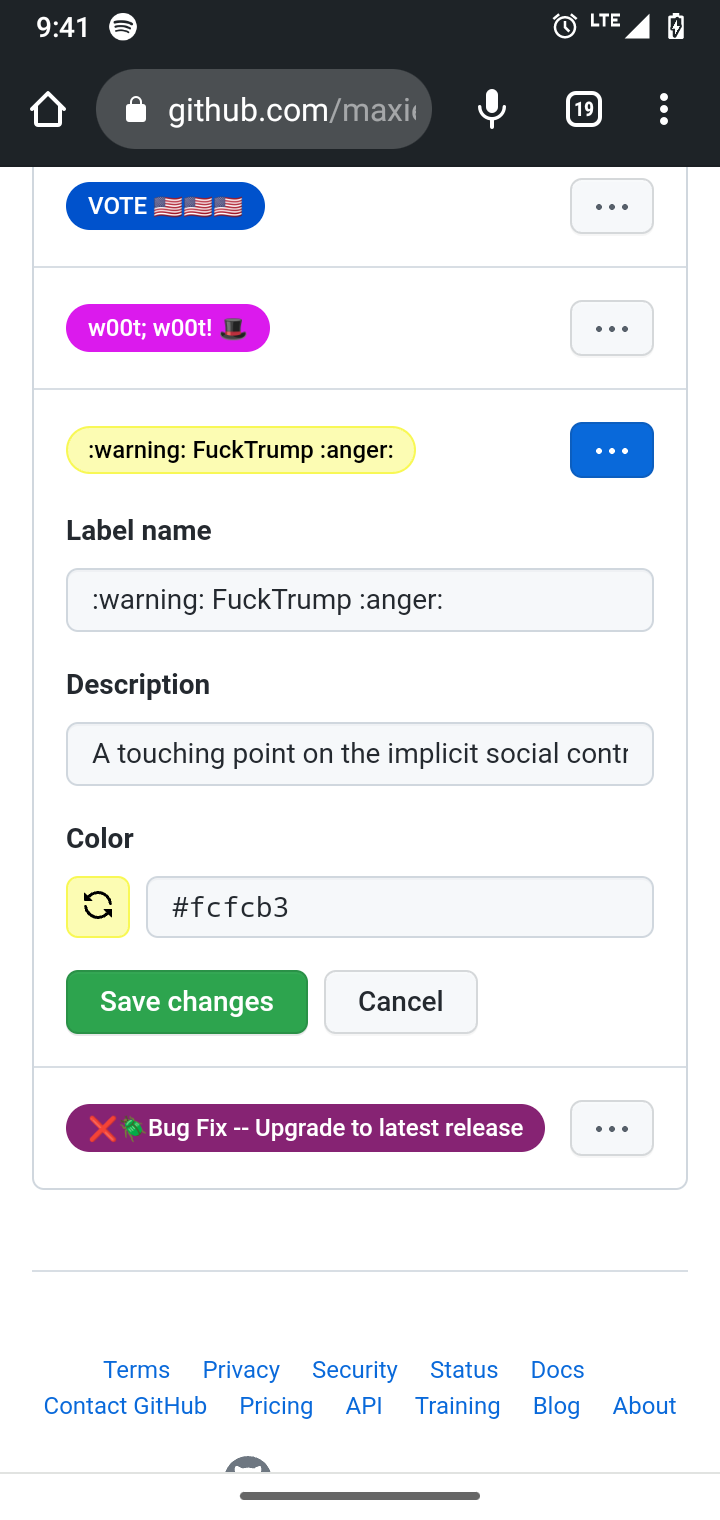 9:41 LTE
github.com/maxi 19
VOTE 🇺🇸🇺🇸🇺🇸
w00t; w00t! 🎩
:warning: FuckTrump :anger:
Label name
:warning: FuckTrump :anger:
Description
A touching point on the implicit social contr
Color
#fcfcb3
Save changes Cancel
❌🪲Bug Fix -- Upgrade to latest release
Terms Privacy Security Status Docs
Contact GitHub Pricing API Training Blog About